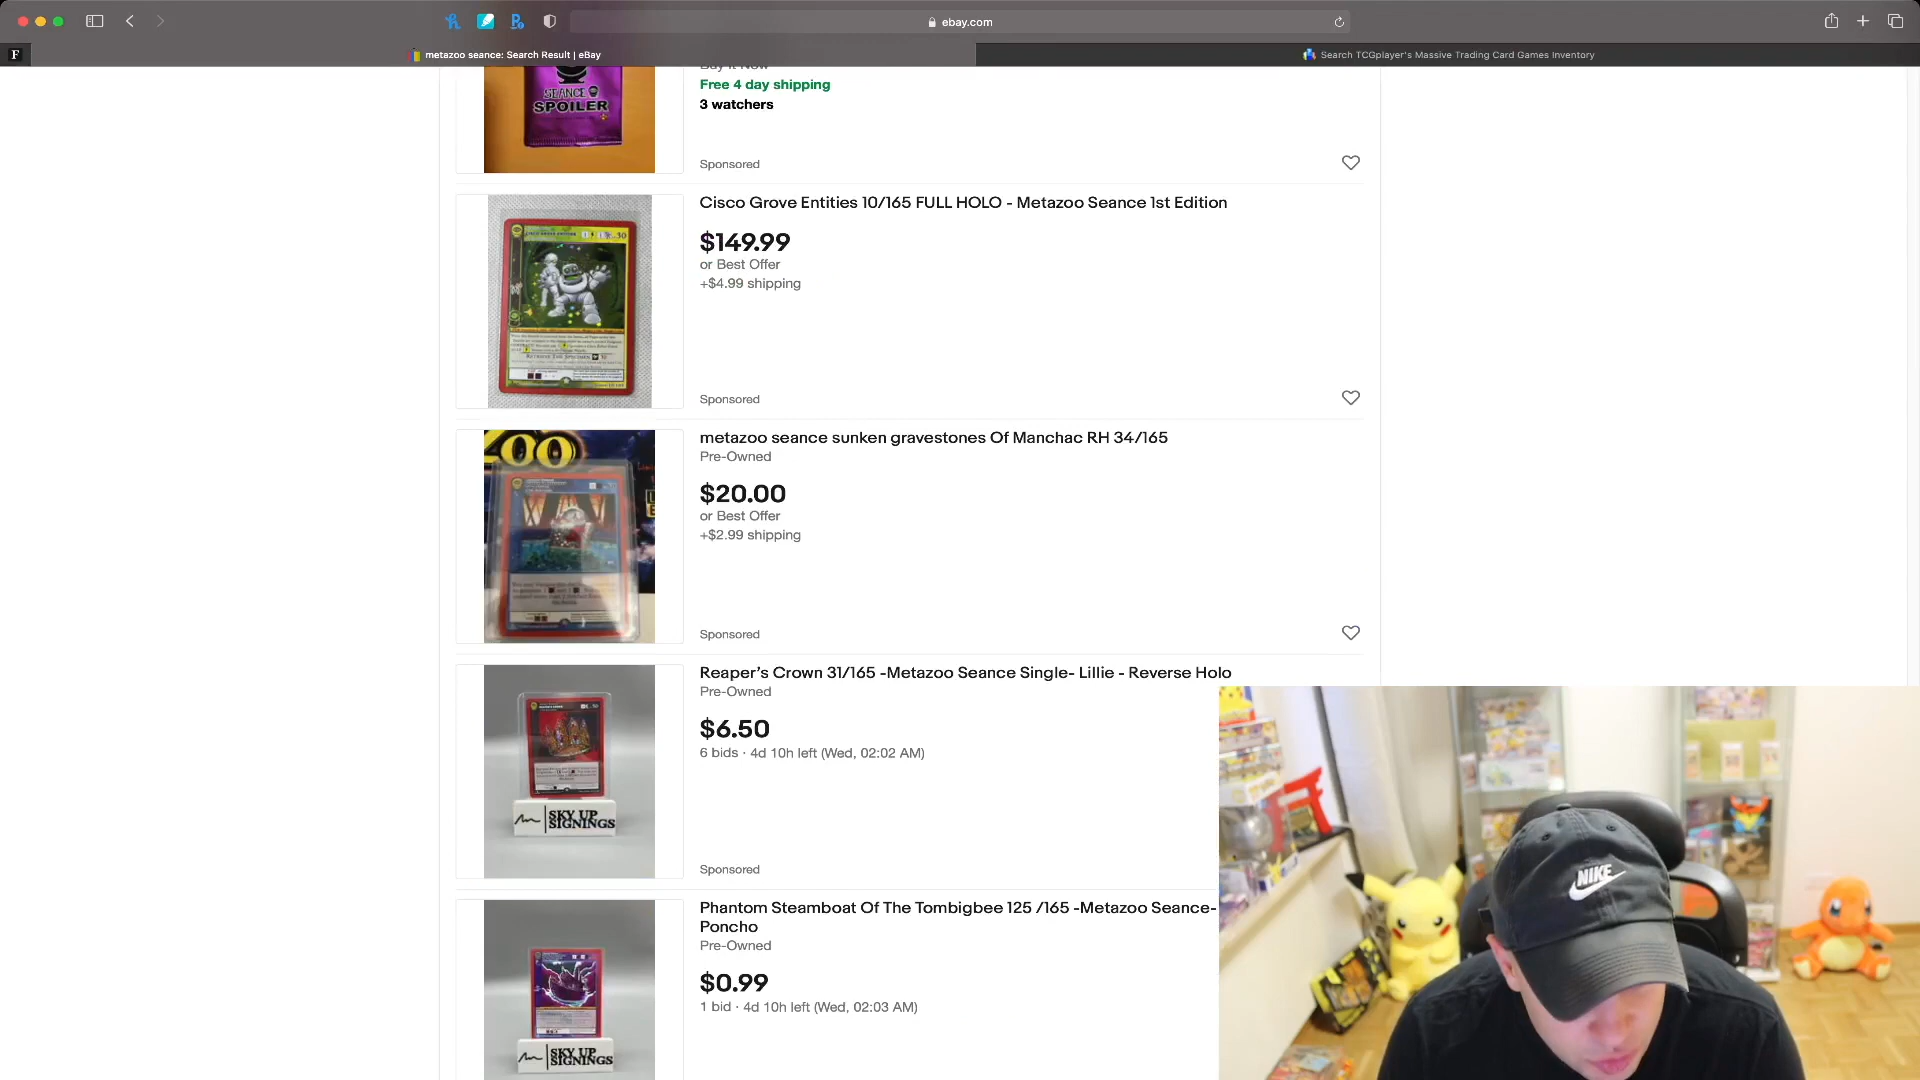 ebay.com
F
metazoo seance: Search Result | eBay
Search TCGplayer's Massive Trading Card Games Inventory
Buy It Now
Free 4 day shipping
3 watchers
Sponsored
SEANCE
SPOILER
Cisco Grove Entities 10/165 FULL HOLO - Metazoo Seance 1st Edition
$149.99
or Best Offer
+$4.99 shipping
Sponsored
metazoo seance sunken gravestones Of Manchac RH 34/165
Pre-Owned
$20.00
or Best Offer
+$2.99 shipping
Sponsored
Reaper's Crown 31/165 -Metazoo Seance Single- Lillie - Reverse Holo
Pre-Owned
$6.50
6 bids · 4d 10h left (Wed, 02:02 AM)
Sponsored
SKY UP
SIGNINGS
Phantom Steamboat Of The Tombigbee 125 /165 -Metazoo Seance-
Poncho
Pre-Owned
$0.99
1 bid · 4d 10h left (Wed, 02:03 AM)
SKY UP
SIGNINGS
NIKE